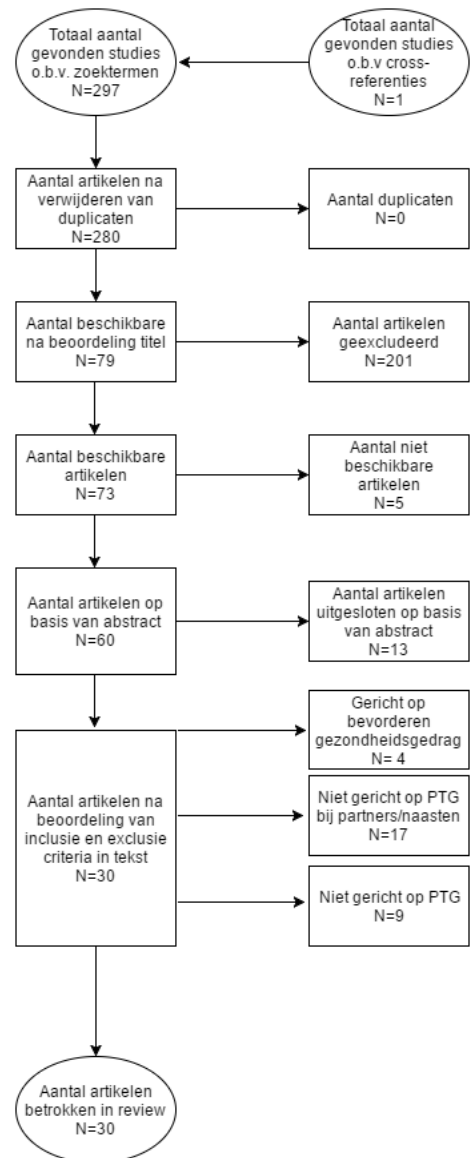 Totaal aantal
gevonden studies
o.b.v. zoektermen
N=297
Totaal aantal
gevonden studies
o.b.v cross-
referenties
N=1
Aantal artikelen na
verwijderen van
duplicaten
N=280
Aantal duplicaten
N=0
Aantal beschikbare
na beoordeling titel
N=79
Aantal artikelen
geexcludeerd
N=201
Aantal beschikbare
artikelen
N=73
Aantal niet
beschikbare
artikelen
N=5
Aantal artikelen op
basis van abstract
N=60
Aantal artikelen
uitgesloten op basis
van abstract
N=13
Aantal artikelen na
beoordeling van
inclusie en exclusie
criteria in tekst
N=30
Gericht op
bevorderen
gezondheidsgedrag
N= 4
Niet gericht op PTG
bij partners/naasten
N=17
Niet gericht op PTG
N=9
Aantal artikelen
betrokken in review
N=30